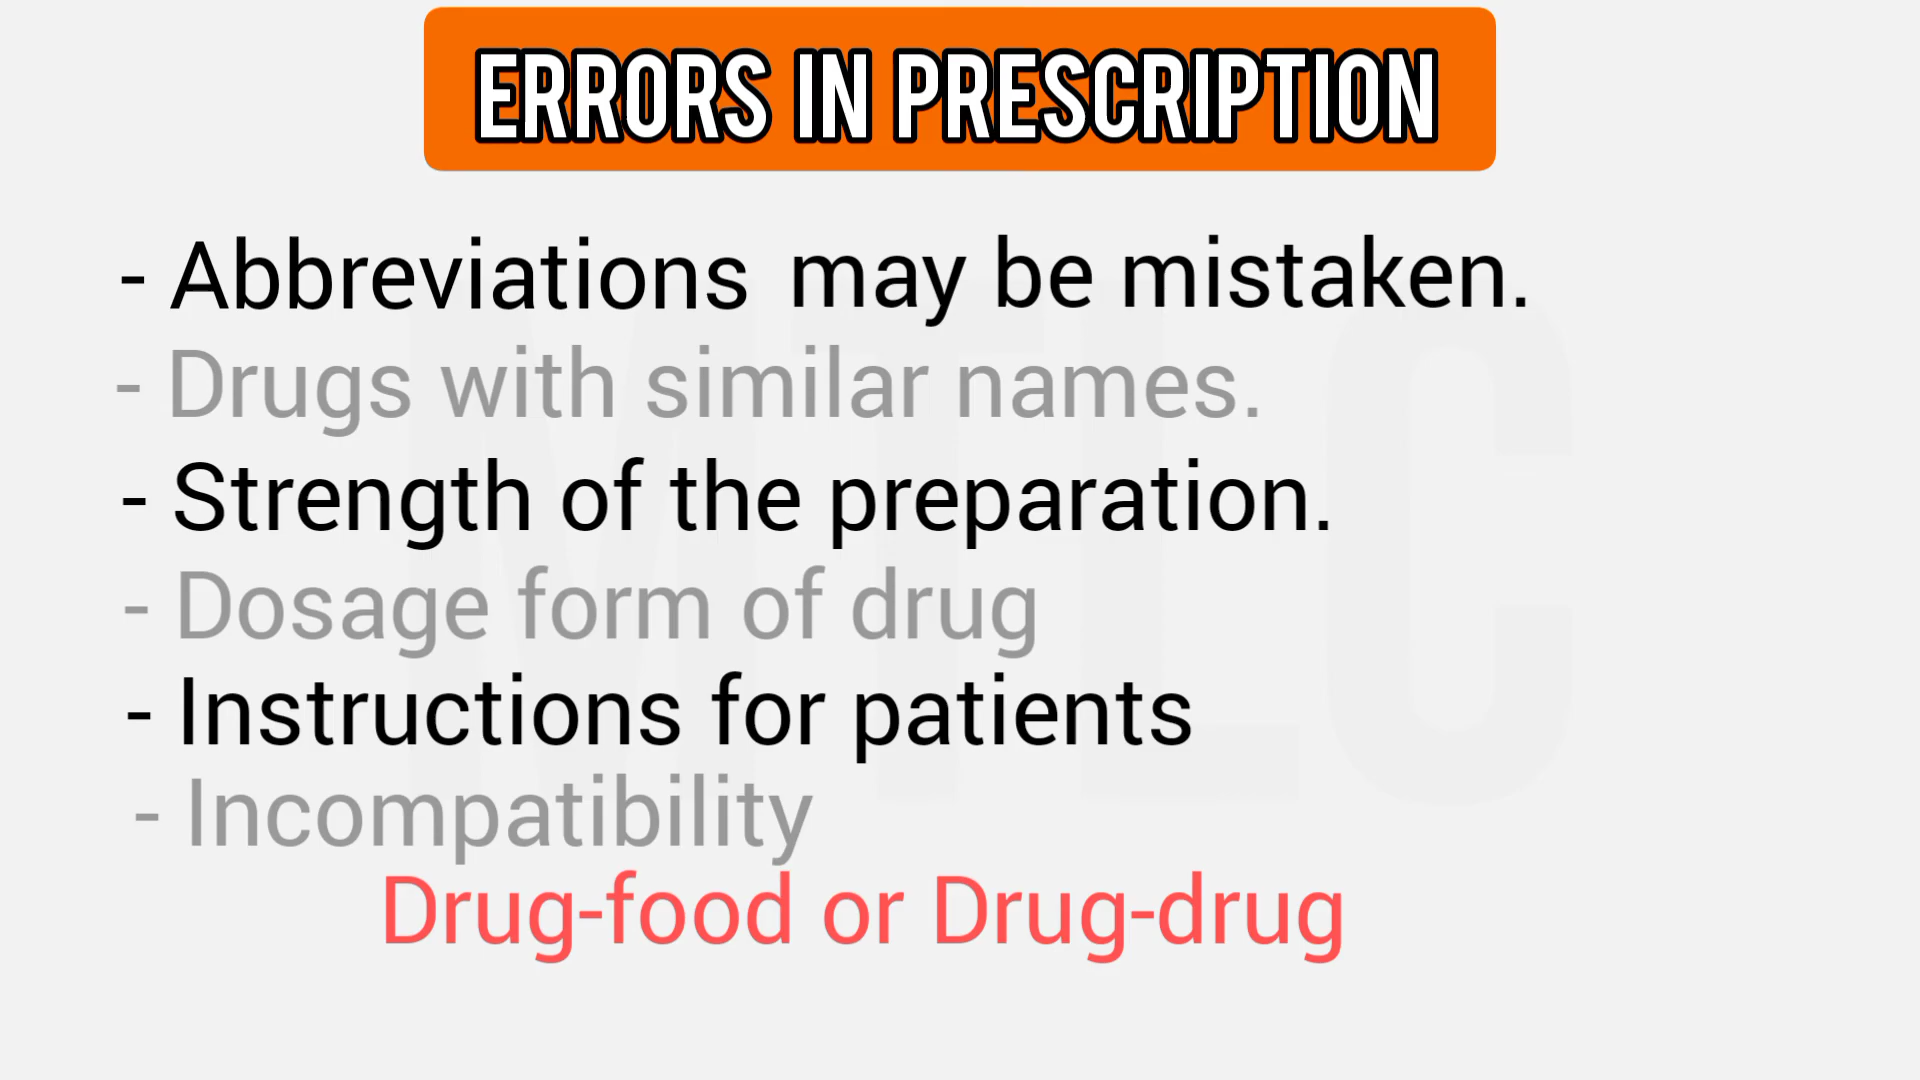 ERRORS IN PRESCRIPTION
- Abbreviations may be mistaken.
- Drugs with similar names.
- Strength of the preparation.
- Dosage form of drug
- Instructions for patients
- Incompatibility
Drug-food or Drug-drug
MTLC